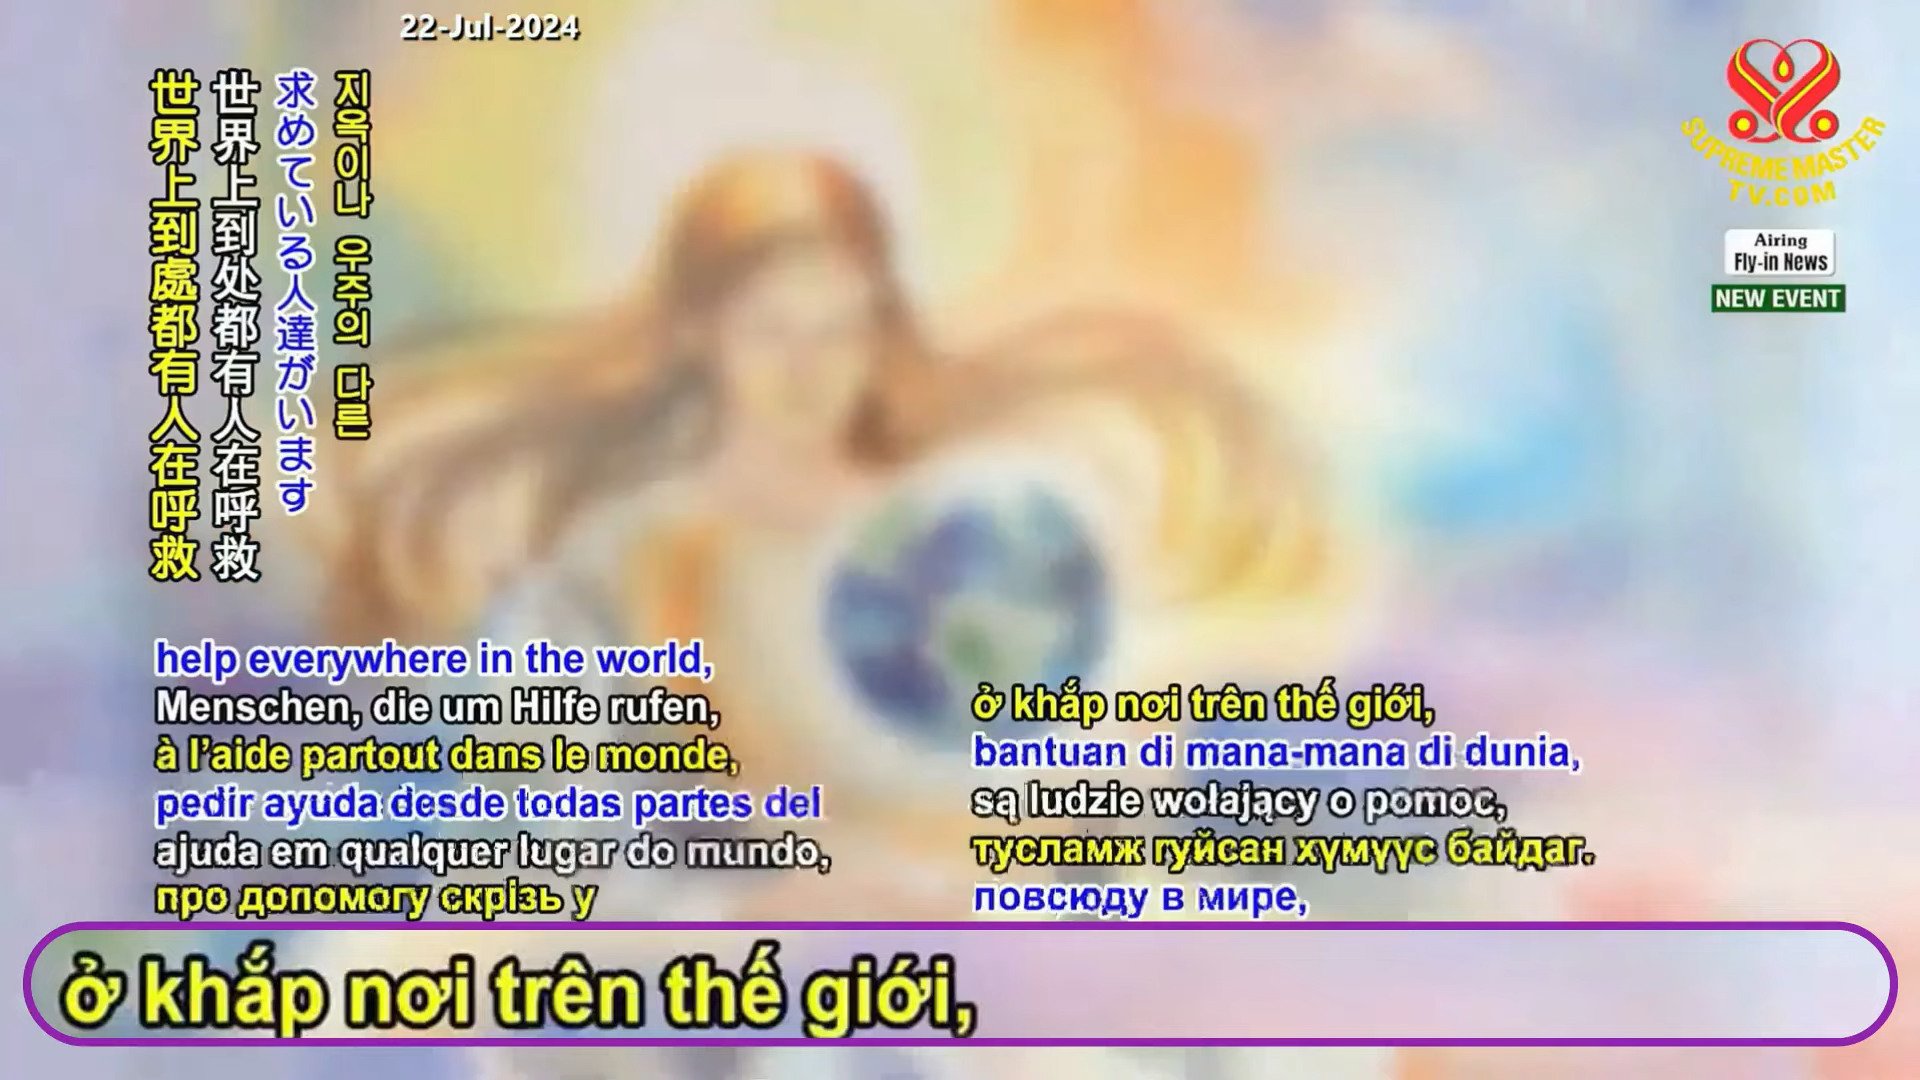 22-Jul-2024
世界上到處都有人在呼救
世界上到处都有人在呼救
求めている人達がいます
지옥이나 우주의 다른
SUPREME MASTER
TV.COM
Airing
Fly-in News
NEW EVENT
help everywhere in the world,
Menschen, die um Hilfe rufen,
à l’aide partout dans le monde,
pedir ayuda desde todas partes del
ajuda em qualquer lugar do mundo,
про допомогу скрізь у
ở khắp nơi trên thế giới,
bantuan di mana-mana di dunia,
są ludzie wołający o pomoc,
тусламж гуйсан хүмүүс байдаг.
повсюду в мире,
ở khắp nơi trên thế giới,